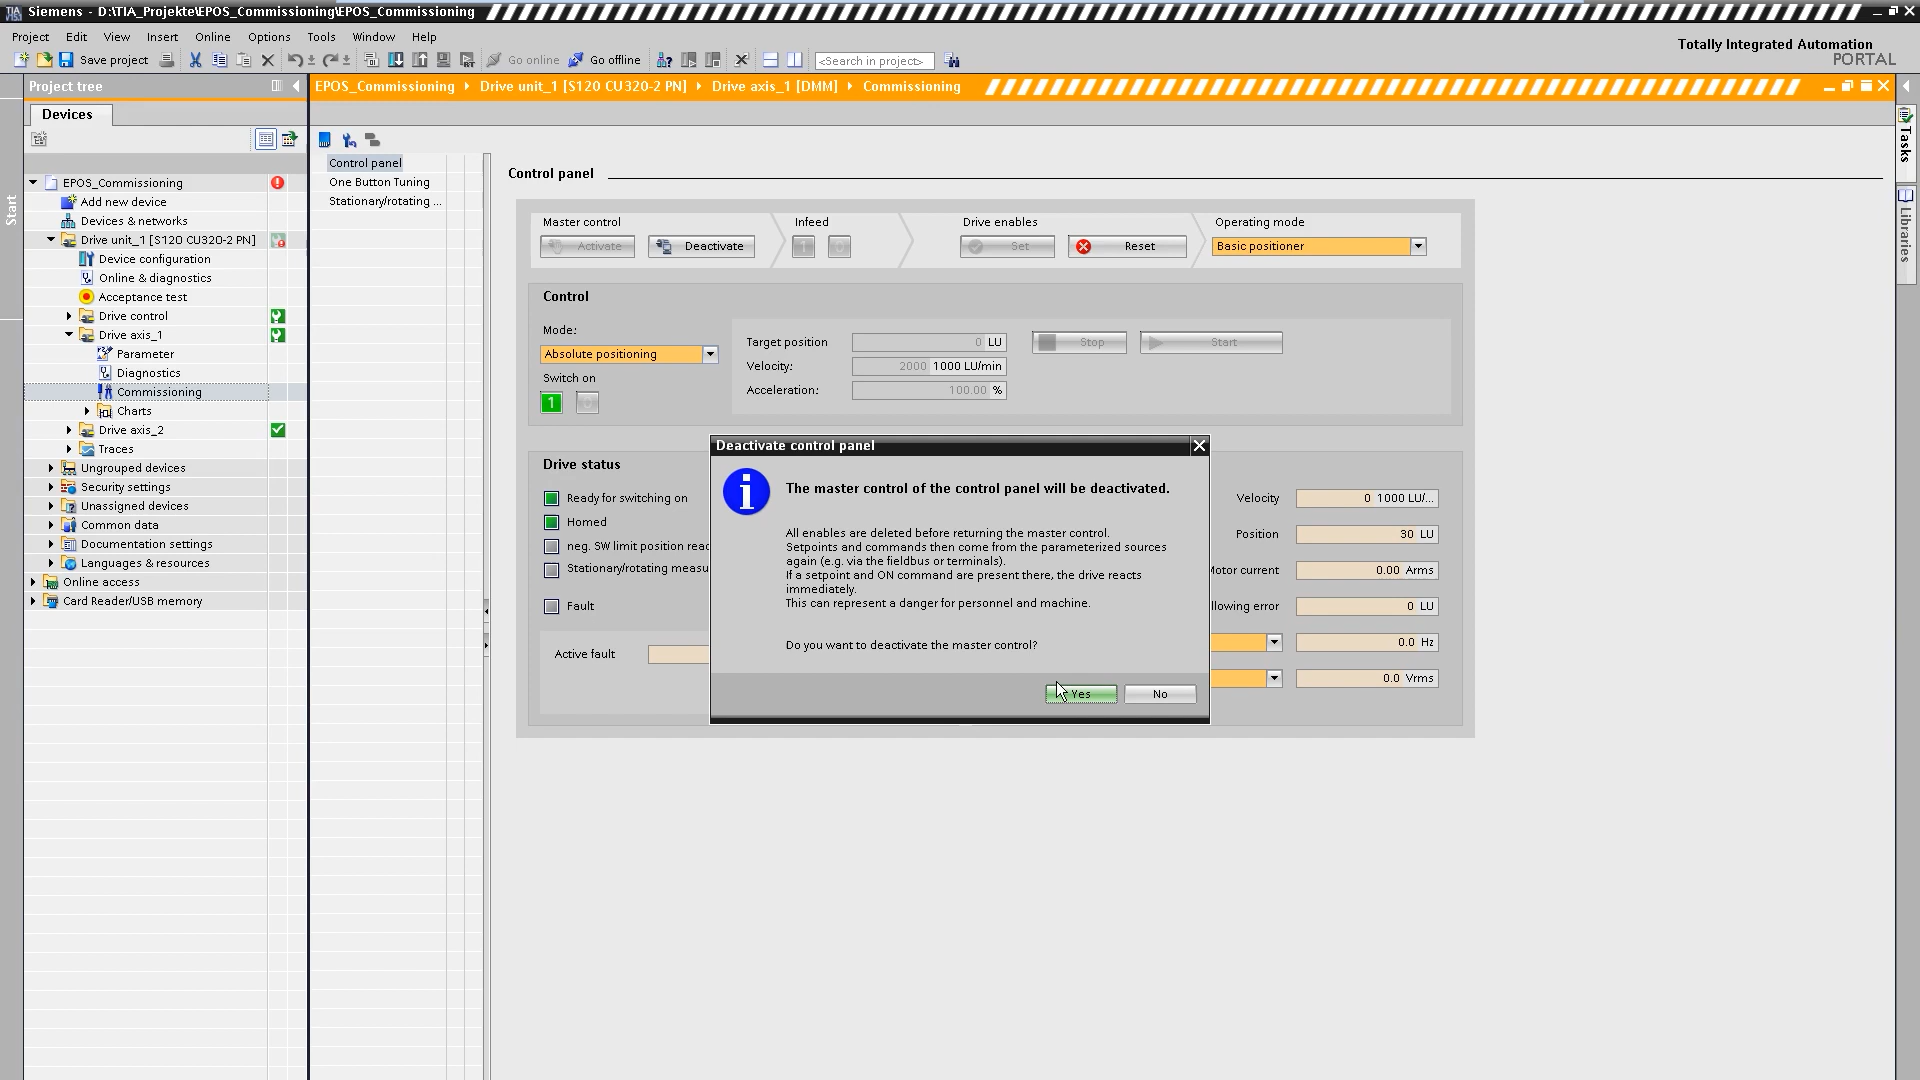 Siemens - D:\TIA_Projekte\EPOS_Commissioning\EPOS_Commissioning
Project Edit View Insert Online Options Tools Window Help
Totally Integrated Automation
PORTAL
Save project
Go online
Go offline
<Search in project>
Project tree
EPOS_Commissioning
Drive unit_1 [S120 CU320-2 PN]
Drive axis_1 [DMM]
Commissioning
Devices
Start
Tasks
Libraries
EPOS_Commissioning
Add new device
Devices & networks
Drive unit_1 [S120 CU320-2 PN]
Device configuration
Online & diagnostics
Acceptance test
Drive control
Drive axis_1
Parameter
Diagnostics
Commissioning
Charts
Drive axis_2
Traces
Ungrouped devices
Security settings
Unassigned devices
Common data
Documentation settings
Languages & resources
Online access
Card Reader/USB memory
Control panel
One Button Tuning
Stationary/rotating ...
Control panel
Master control
Activate
Deactivate
Infeed
1
0
Drive enables
Set
Reset
Operating mode
Basic positioner
Control
Mode:
Absolute positioning
Switch on
1
0
Target position
0 LU
Velocity:
2000 1000 LU/min
Acceleration:
100.00 %
Stop
Start
Drive status
Ready for switching on
Homed
neg. SW limit position reac
Stationary/rotating measu
Fault
Active fault
Velocity
0 1000 LU/...
Position
30 LU
Motor current
0.00 Arms
llowing error
0 LU
0.0 Hz
0.0 Vrms
Deactivate control panel
The master control of the control panel will be deactivated.
All enables are deleted before returning the master control.
Setpoints and commands then come from the parameterized sources
again (e.g. via the fieldbus or terminals).
If a setpoint and ON command are present there, the drive reacts
immediately.
This can represent a danger for personnel and machine.
Do you want to deactivate the master control?
Yes
No